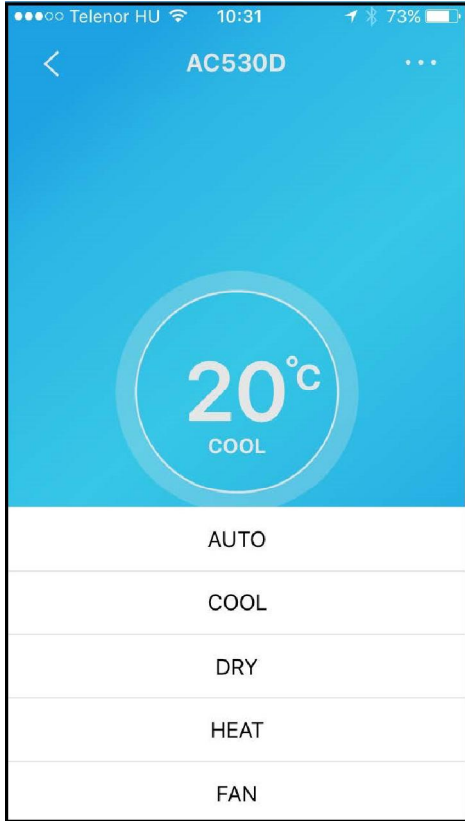 Telenor HU 10:31 73%
AC530D
20°C
COOL
AUTO
COOL
DRY
HEAT
FAN